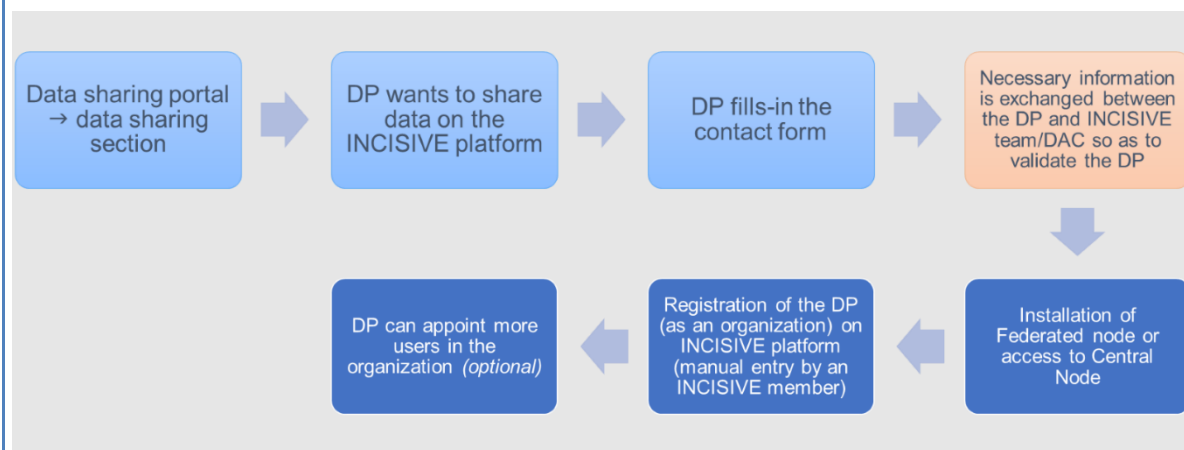 Data sharing portal
→ data sharing
section
DP wants to share
data on the
INCISIVE platform
DP fills-in the
contact form
Necessary information
is exchanged between
the DP and INCISIVE
team/DAC so as to
validate the DP
Installation of
Federated node or
access to Central
Node
Registration of the DP
(as an organization) on
INCISIVE platform
(manual entry by an
INCISIVE member)
DP can appoint more
users in the
organization (optional)